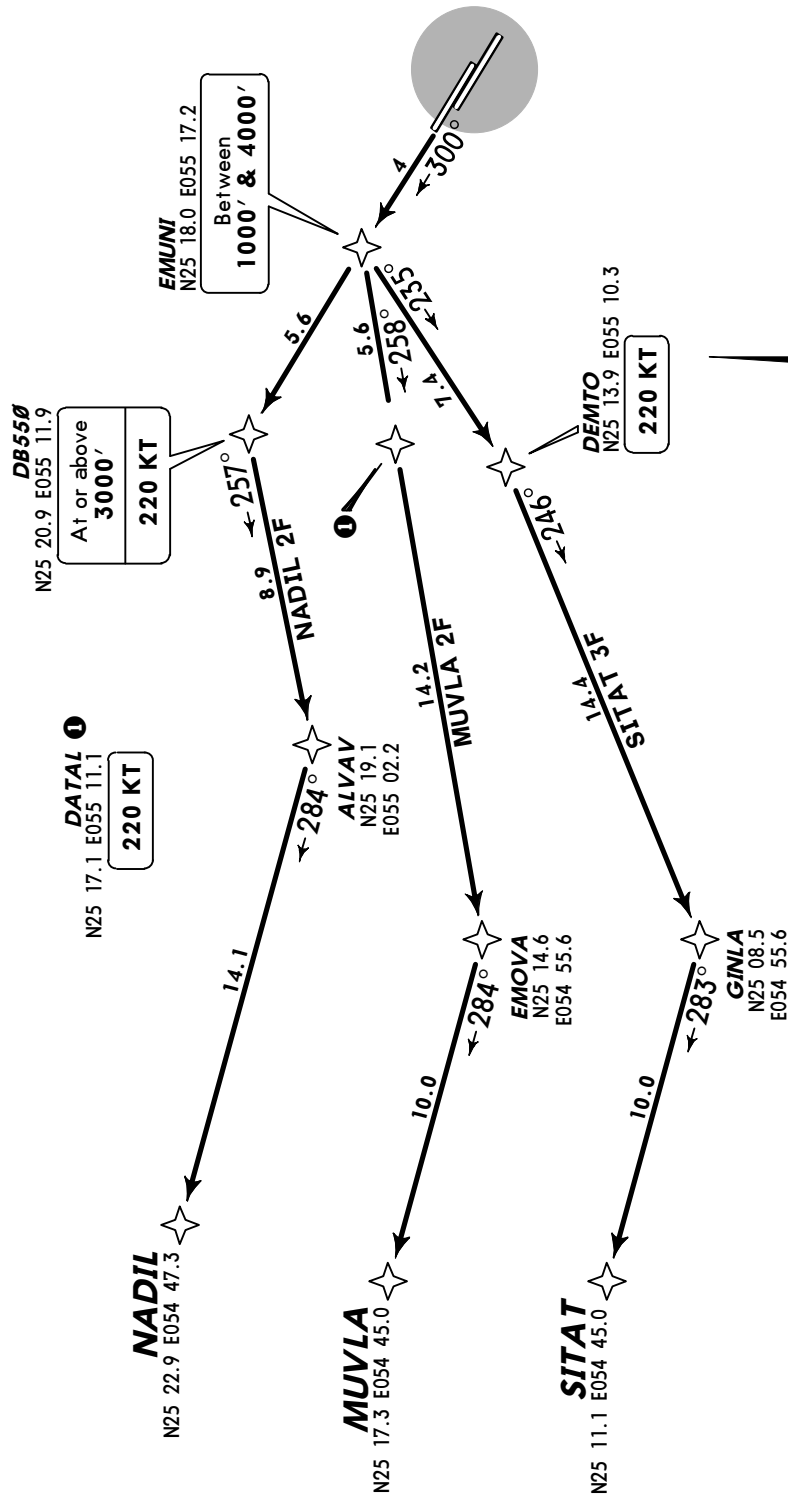 EMUNI
N25 18.0 E055 17.2
Between
1000' & 4000'
4
←300°
DB55Ø
N25 20.9 E055 11.9
At or above
3000'
220 KT
5.6
5.6
←258°
←235°
7.4
DEMTO
N25 13.9 E055 10.3
220 KT
←257°
8.9
NADIL 2F
1
14.2
MUVLA 2F
←246°
14.4
SITAT 3F
DATAL 1
N25 17.1 E055 11.1
220 KT
←284°
ALVAV
N25 19.1
E055 02.2
14.1
←284°
EMOVA
N25 14.6
E054 55.6
10.0
←283°
GINLA
N25 08.5
E054 55.6
10.0
NADIL
N25 22.9 E054 47.3
MUVLA
N25 17.3 E054 45.0
SITAT
N25 11.1 E054 45.0